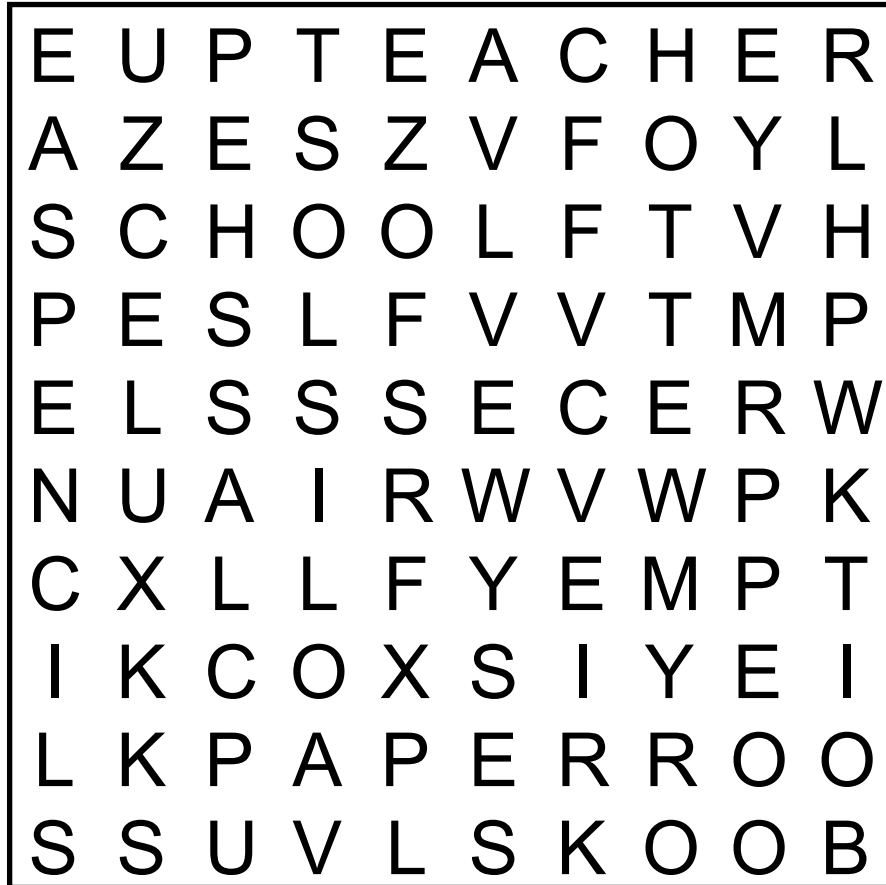 E U P T E A C H E R
A Z E S Z V F O Y L
S C H O O L F T V H
P E S L F V V T M P
E L S S S E C E R W
N U A I R W V W P K
C X L L F Y E M P T
I K C O X S I Y E I
L K P A P E R R O O
S S U V L S K O O B